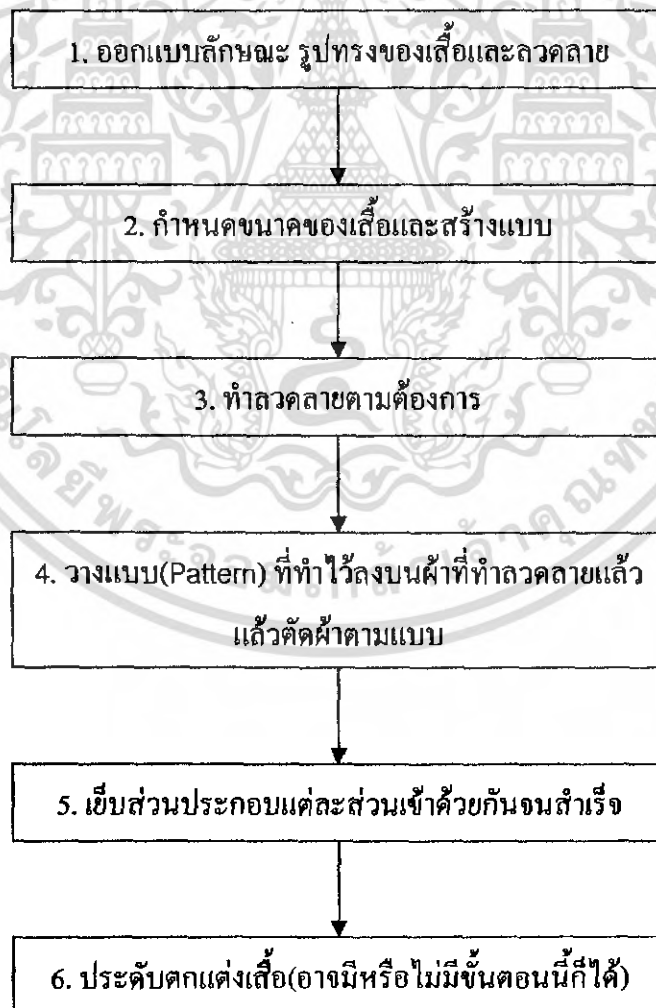 1. ออกแบบลักษณะ รูปทรงของเสื้อและลวดลาย
2. กำหนดขนาดของเสื้อและสร้างแบบ
3. ทำลวดลายตามต้องการ
4. วางแบบ(Pattern) ที่ทำไว้ลงบนผ้าที่ทำลวดลายแล้ว
แล้วตัดผ้าตามแบบ
5. เย็บส่วนประกอบแต่ละส่วนเข้าด้วยกันจนสำเร็จ
6. ประดับตกแต่งเสื้อ(อาจมีหรือไม่มีขั้นตอนนี้ก็ได้)